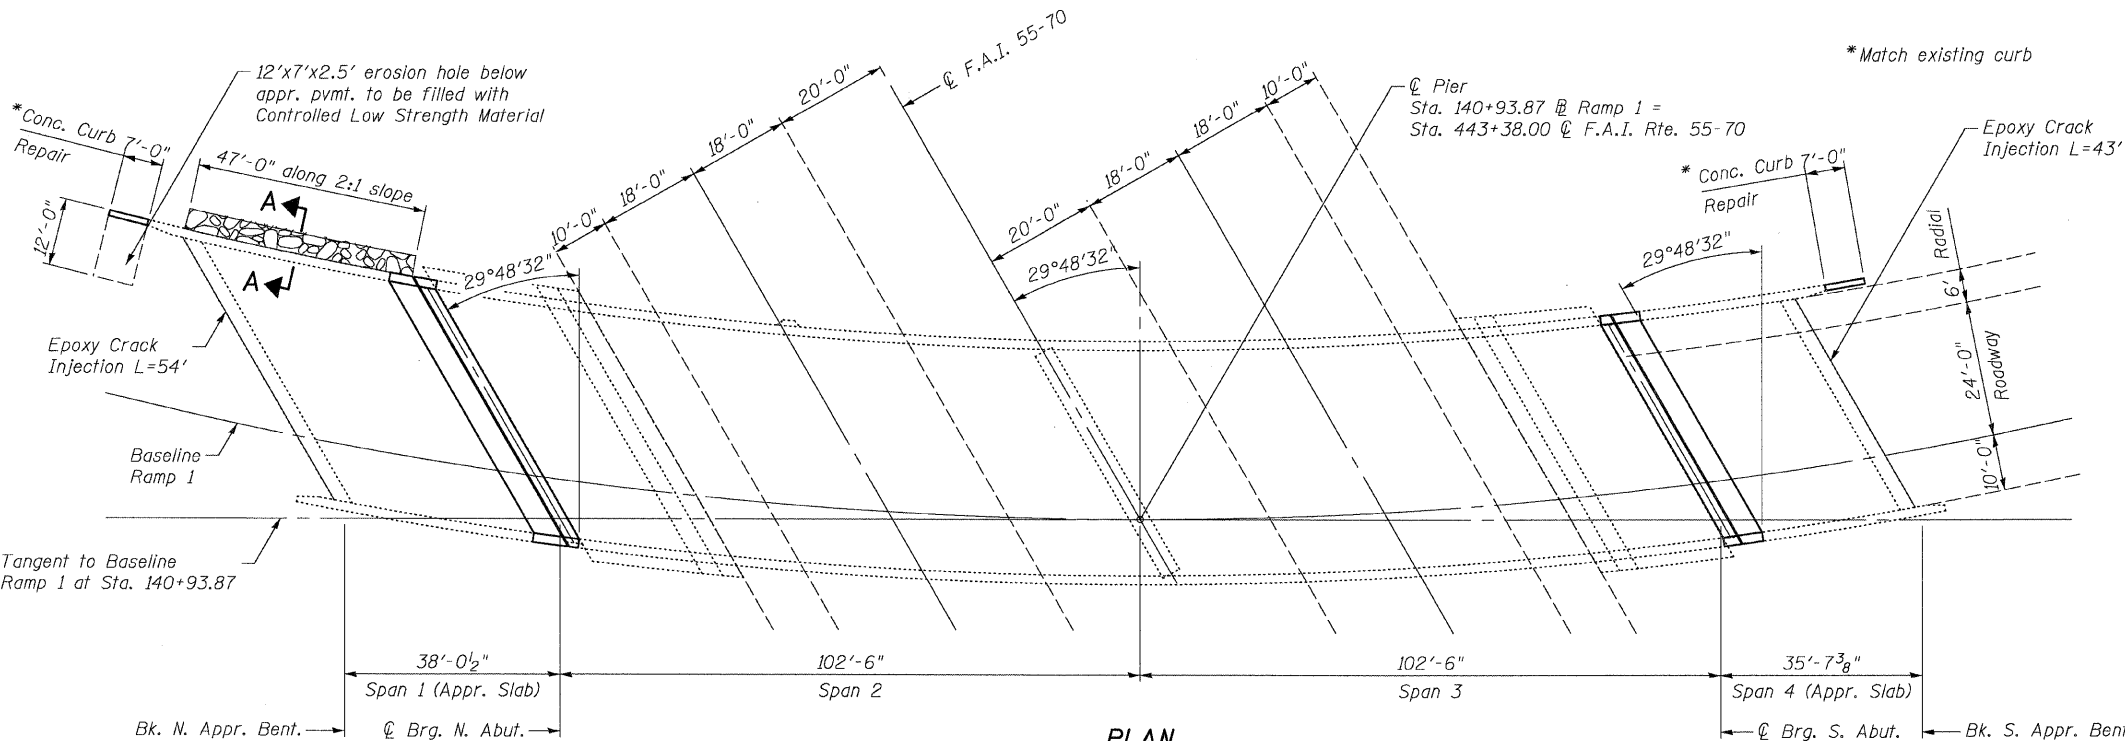 12'x7'x2.5' erosion hole below
appr. pvmt. to be filled with
Controlled Low Strength Material
*Conc. Curb 7'-0"
Repair
47'-0" along 2:1 slope
12'-0"
A
A
Epoxy Crack
Injection L=54'
Baseline
Ramp 1
Tangent to Baseline
Ramp 1 at Sta. 140+93.87
29°48'32"
10'-0"
18'-0"
18'-0"
20'-0"
℄ F.A.I. 55-70
20'-0"
18'-0"
18'-0"
10'-0"
29°48'32"
℄ Pier
Sta. 140+93.87 ⅊ Ramp 1 =
Sta. 443+38.00 ℄ F.A.I. Rte. 55-70
*Match existing curb
Epoxy Crack
Injection L=43'
* Conc. Curb 7'-0"
Repair
29°48'32"
Radial
6'
24'-0"
Roadway
10'-0"
38'-0½"
Span 1 (Appr. Slab)
102'-6"
Span 2
102'-6"
Span 3
35'-7⅜"
Span 4 (Appr. Slab)
Bk. N. Appr. Bent.
℄ Brg. N. Abut.
PLAN
℄ Brg. S. Abut.
Bk. S. Appr. Bent